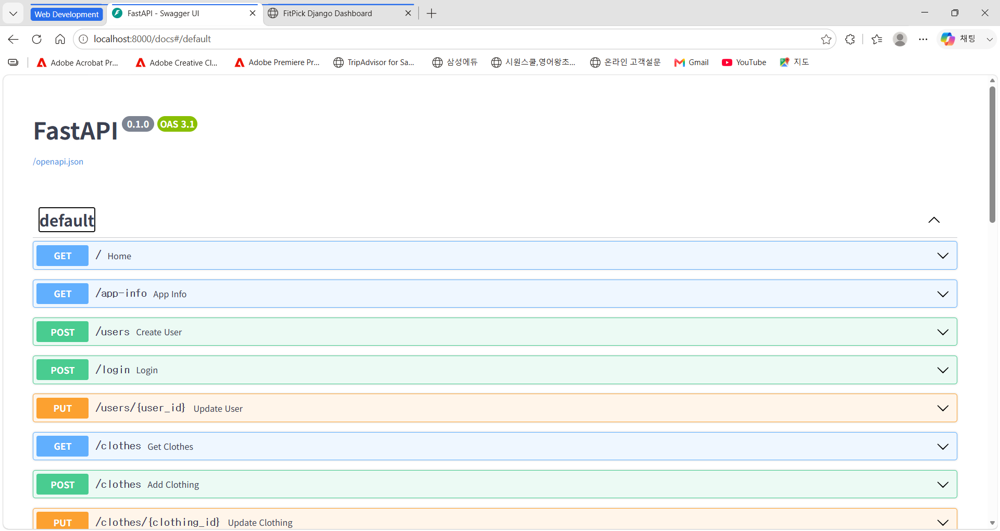 Web Development
FastAPI - Swagger UI
FitPick Django Dashboard
localhost:8000/docs#/default
채팅
Adobe Acrobat Pr...
Adobe Creative Cl...
Adobe Premiere Pr...
TripAdvisor for Sa...
삼성에듀
시원스쿨,영어왕초...
온라인 고객설문
Gmail
YouTube
지도
FastAPI 0.1.0 OAS 3.1
/openapi.json
default
GET / Home
GET /app-info App Info
POST /users Create User
POST /login Login
PUT /users/{user_id} Update User
GET /clothes Get Clothes
POST /clothes Add Clothing
PUT /clothes/{clothing_id} Update Clothing